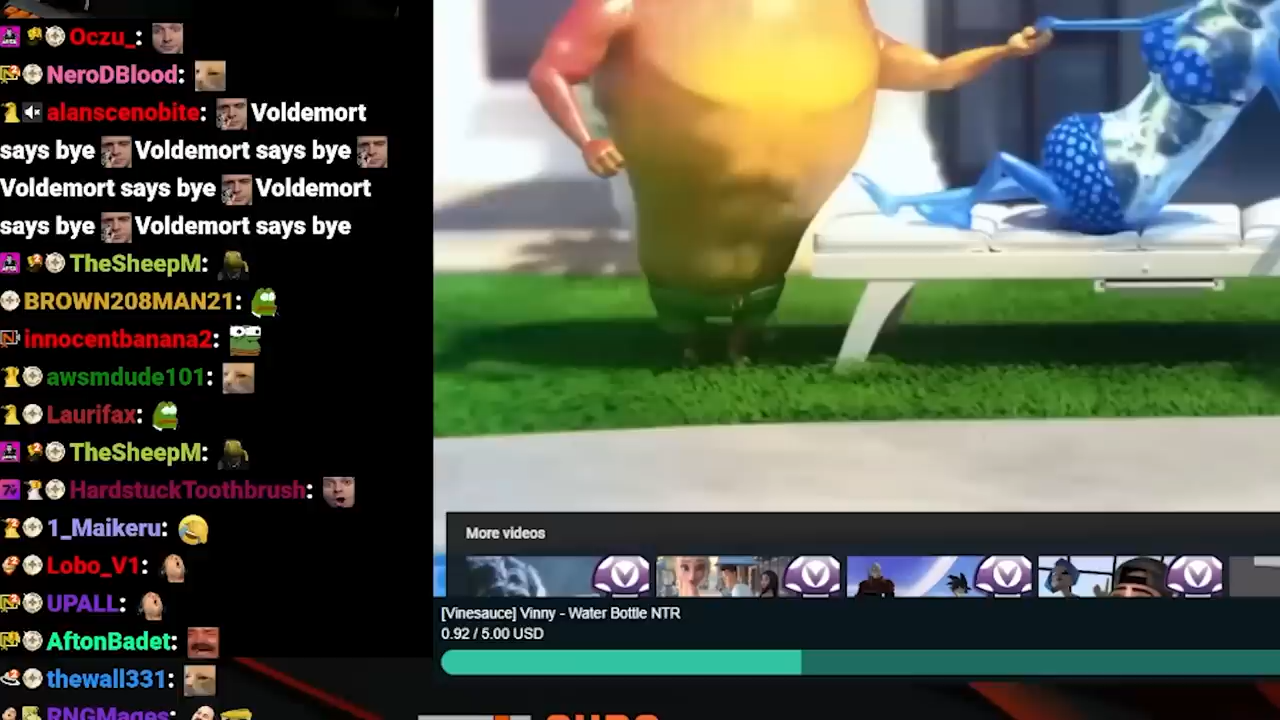 Oczu_:
NeroDBlood:
alanscenobite: Voldemort
says bye Voldemort says bye
Voldemort says bye Voldemort
says bye Voldemort says bye
TheSheepM:
BROWN208MAN21:
innocentbanana2:
awsmdude101:
Laurifax:
TheSheepM:
HardstuckToothbrush:
1_Maikeru:
Lobo_V1:
UPALL:
AftonBadet:
thewall331:
RNGMages:
More videos
[Vinesauce] Vinny - Water Bottle NTR
0.92 / 5.00 USD